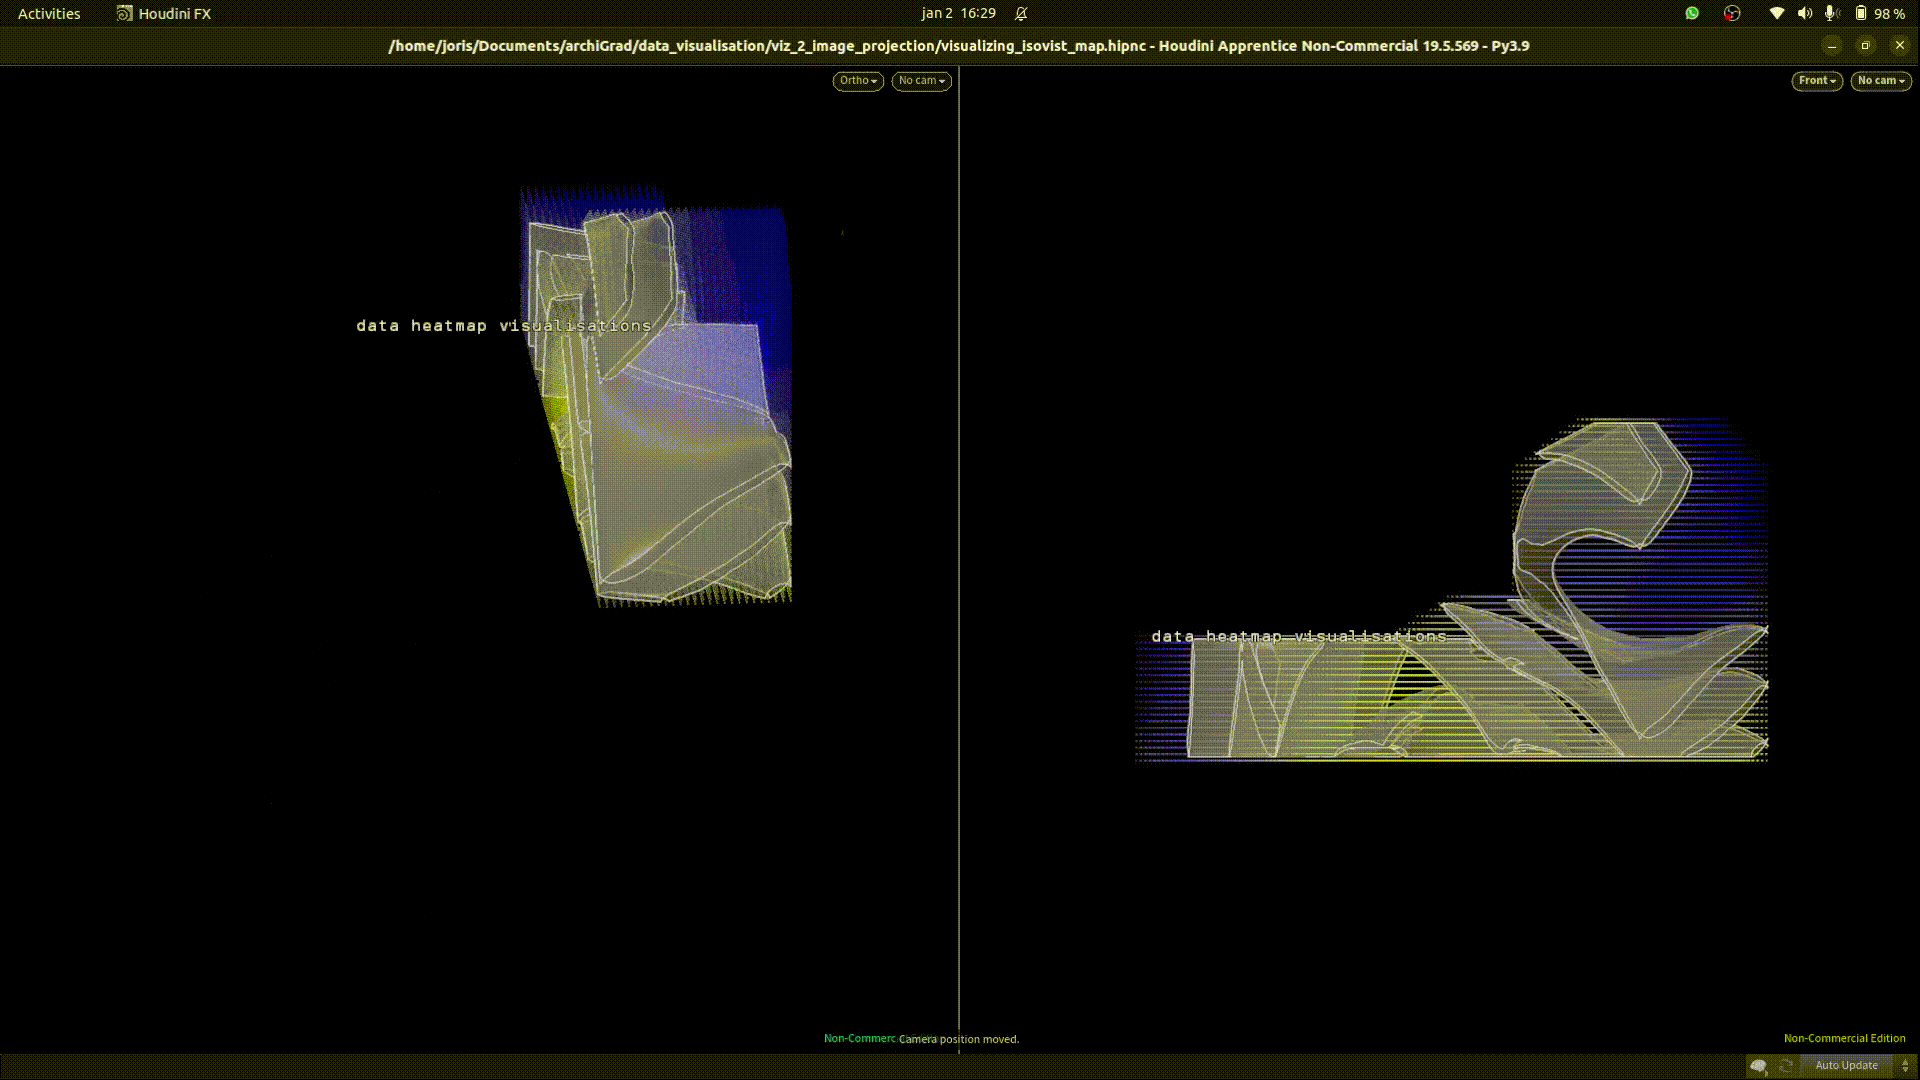 Activities Houdini FX jan 2 16:29 98 %
/home/joris/Documents/archiGrad/data_visualisation/viz_2_image_projection/visualizing_isovist_map.hipnc - Houdini Apprentice Non-Commercial 19.5.569 - Py3.9
Ortho No cam
Front No cam
data heatmap visualisations
data heatmap visualisations
Non-Commerc
Camera position moved.
Non-Commercial Edition
Auto Update